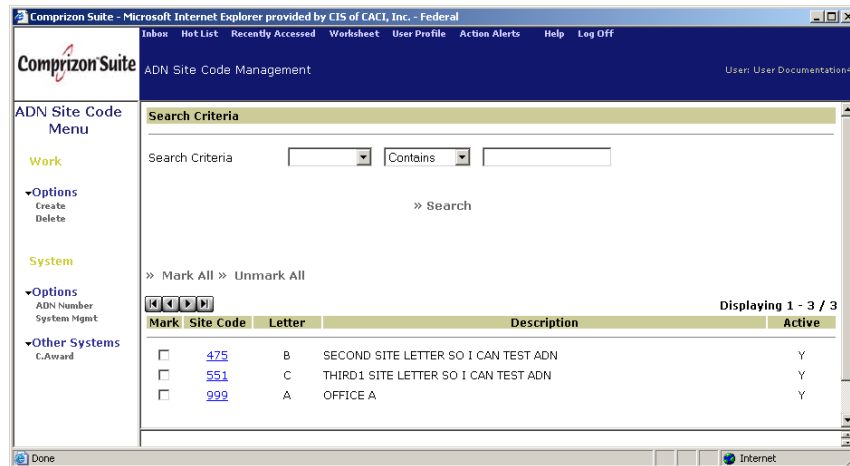 Comprizon Suite - Microsoft Internet Explorer provided by CIS of CACI, Inc. - Federal
Inbox Hot List Recently Accessed Worksheet User Profile Action Alerts Help Log Off
Comprizon Suite
ADN Site Code Management
User: User Documentation4
ADN Site Code
Menu
Work
Options
Create
Delete
System
Options
ADN Number
System Mgmt
Other Systems
C.Award
Search Criteria
Search Criteria Contains
» Search
» Mark All » Unmark All
Displaying 1 - 3 / 3
Mark Site Code Letter Description Active
475 B SECOND SITE LETTER SO I CAN TEST ADN Y
551 C THIRD1 SITE LETTER SO I CAN TEST ADN Y
999 A OFFICE A Y
Done Internet